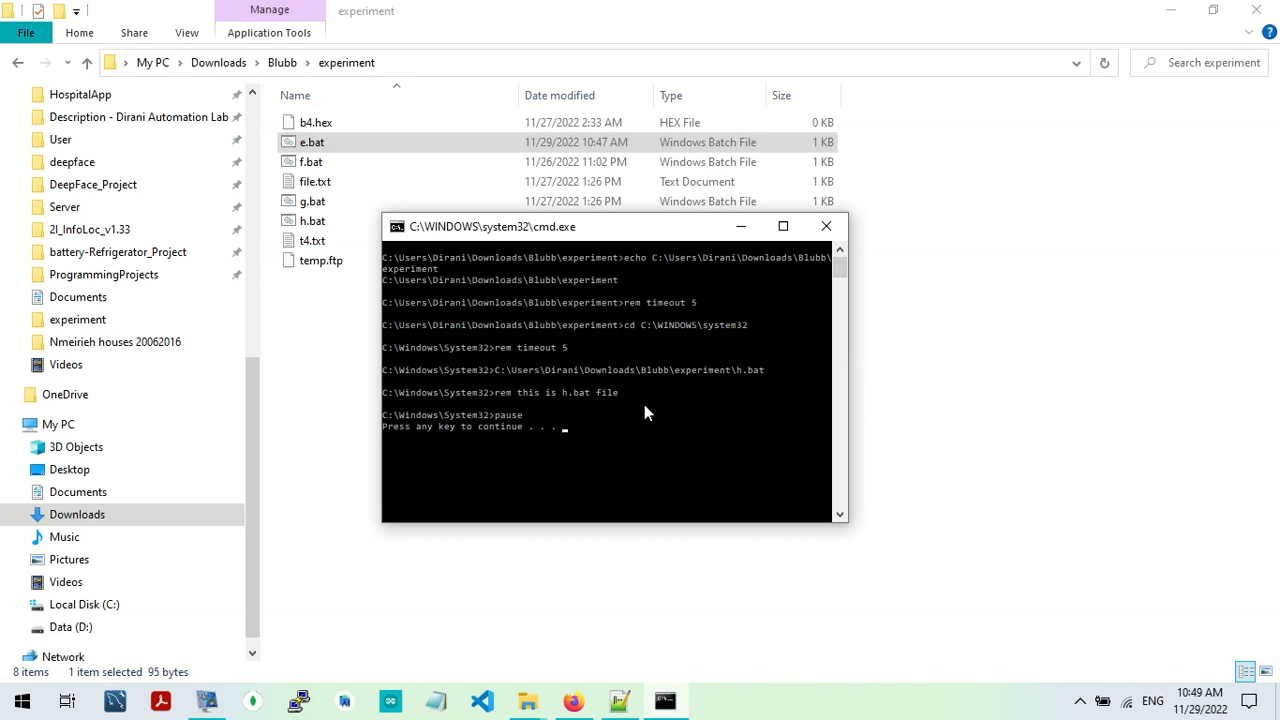 Manage
experiment
File
Home
Share
View
Application Tools
My PC
Downloads
Blubb
experiment
Search experiment
HospitalApp
Description - Dirani Automation Lab
User
deepface
DeepFace_Project
Server
2l_InfoLoc_v1.33
battery-Refrigerator_Project
ProgrammingProjects
Documents
experiment
Nmeirieh houses 20062016
Videos
OneDrive
My PC
3D Objects
Desktop
Documents
Downloads
Music
Pictures
Videos
Local Disk (C:)
Data (D:)
Network
Name Date modified Type Size
b4.hex 11/27/2022 2:33 AM HEX File 0 KB
e.bat 11/29/2022 10:47 AM Windows Batch File 1 KB
f.bat 11/26/2022 11:02 PM Windows Batch File 1 KB
file.txt 11/27/2022 1:26 PM Text Document 1 KB
g.bat 11/27/2022 1:26 PM Windows Batch File 1 KB
h.bat
t4.txt
temp.ftp
C:\WINDOWS\system32\cmd.exe
C:\Users\Dirani\Downloads\Blubb\experiment>echo C:\Users\Dirani\Downloads\Blubb\
experiment
C:\Users\Dirani\Downloads\Blubb\experiment
C:\Users\Dirani\Downloads\Blubb\experiment>rem timeout 5
C:\Users\Dirani\Downloads\Blubb\experiment>cd C:\WINDOWS\system32
C:\Windows\System32>rem timeout 5
C:\Windows\System32>C:\Users\Dirani\Downloads\Blubb\experiment\h.bat
C:\Windows\System32>rem this is h.bat file
C:\Windows\System32>pause
Press any key to continue . . .
8 items 1 item selected 95 bytes
ENG
10:49 AM
11/29/2022